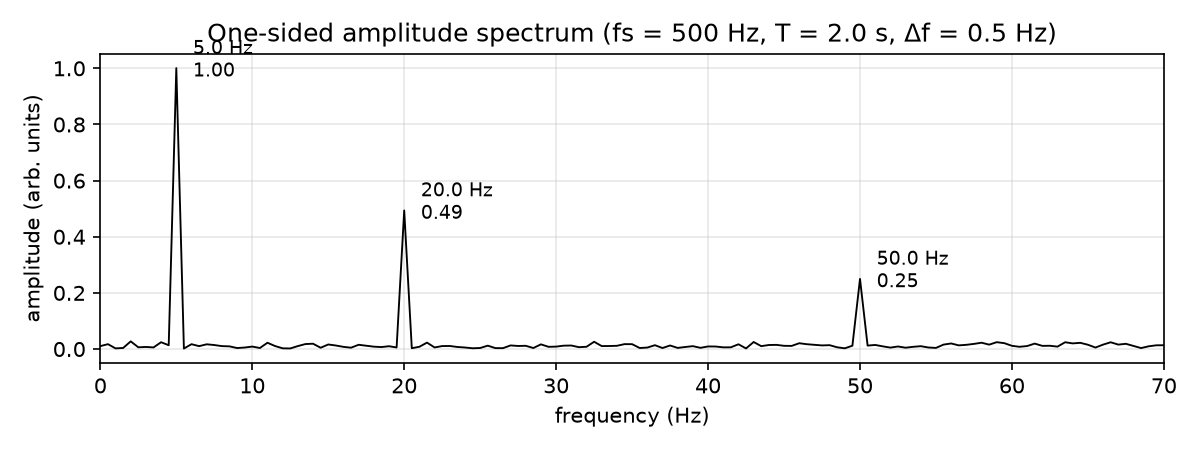 One-sided amplitude spectrum (fs = 500 Hz, T = 2.0 s, Δf = 0.5 Hz)
5.0 Hz
1.00
20.0 Hz
0.49
50.0 Hz
0.25
amplitude (arb. units)
1.0
0.8
0.6
0.4
0.2
0.0
0 10 20 30 40 50 60 70
frequency (Hz)